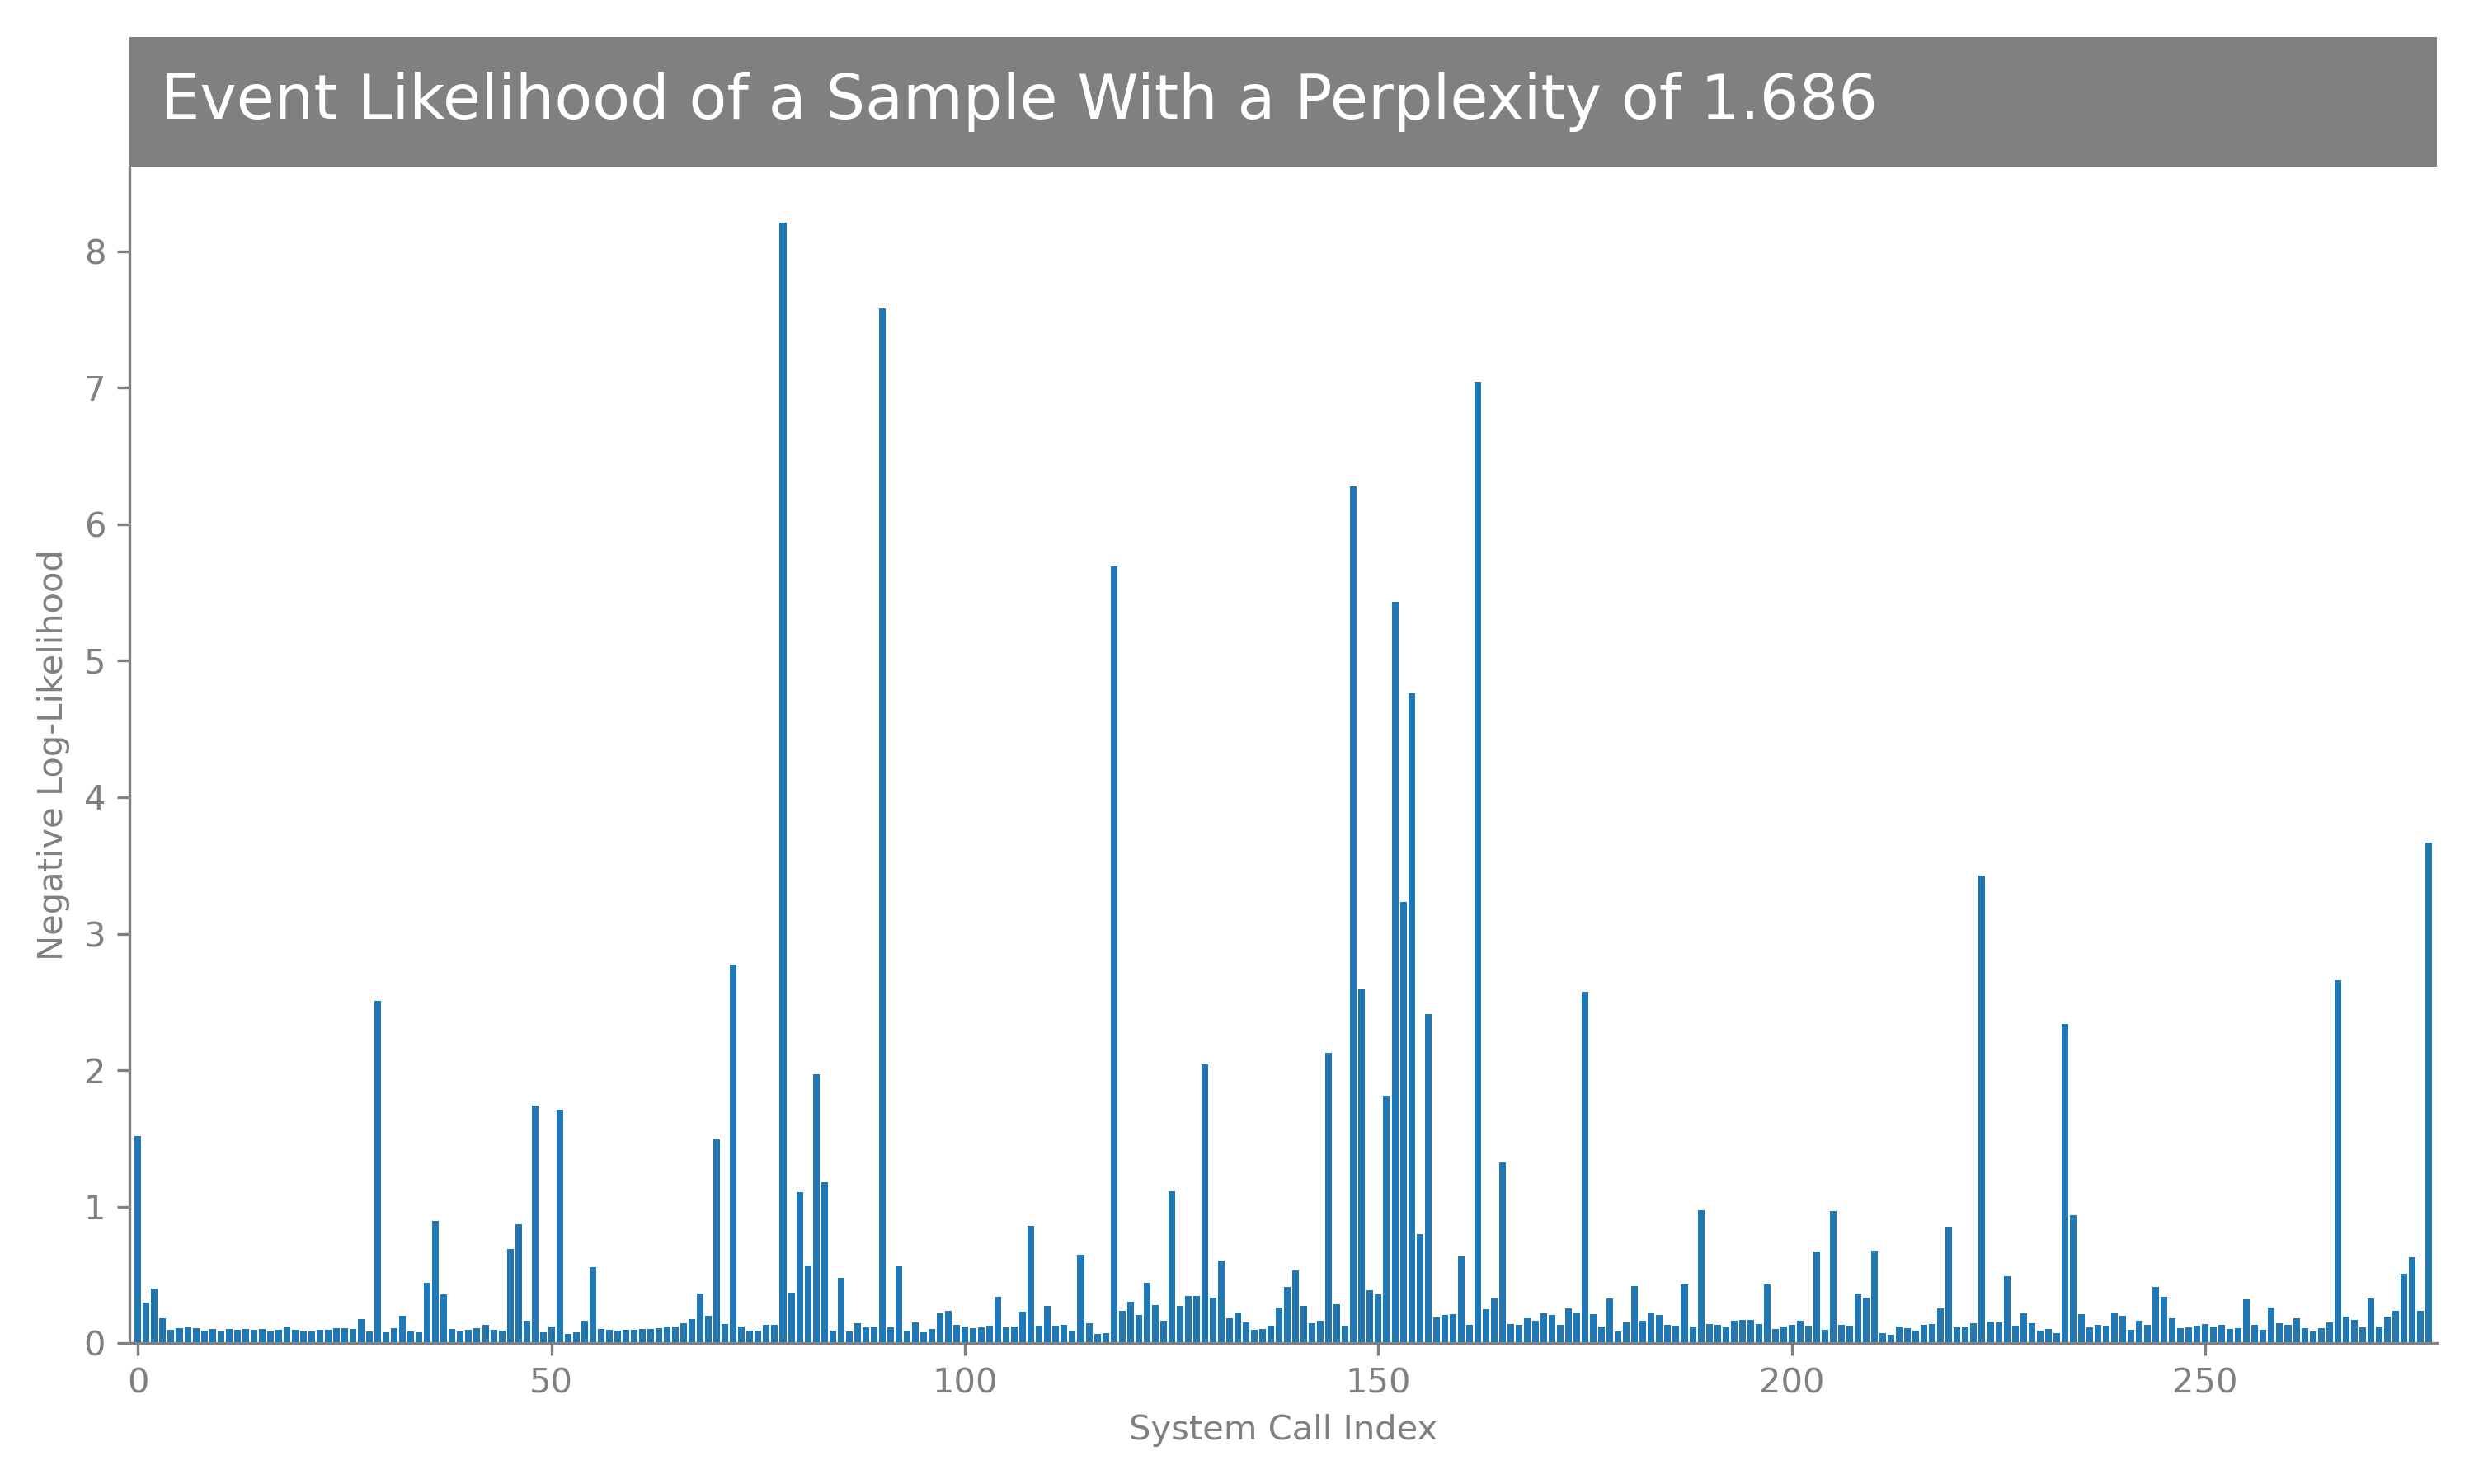 Event Likelihood of a Sample With a Perplexity of 1.686
Negative Log-Likelihood
8
7
6
5
4
3
2
1
0
0 50 100 150 200 250
System Call Index